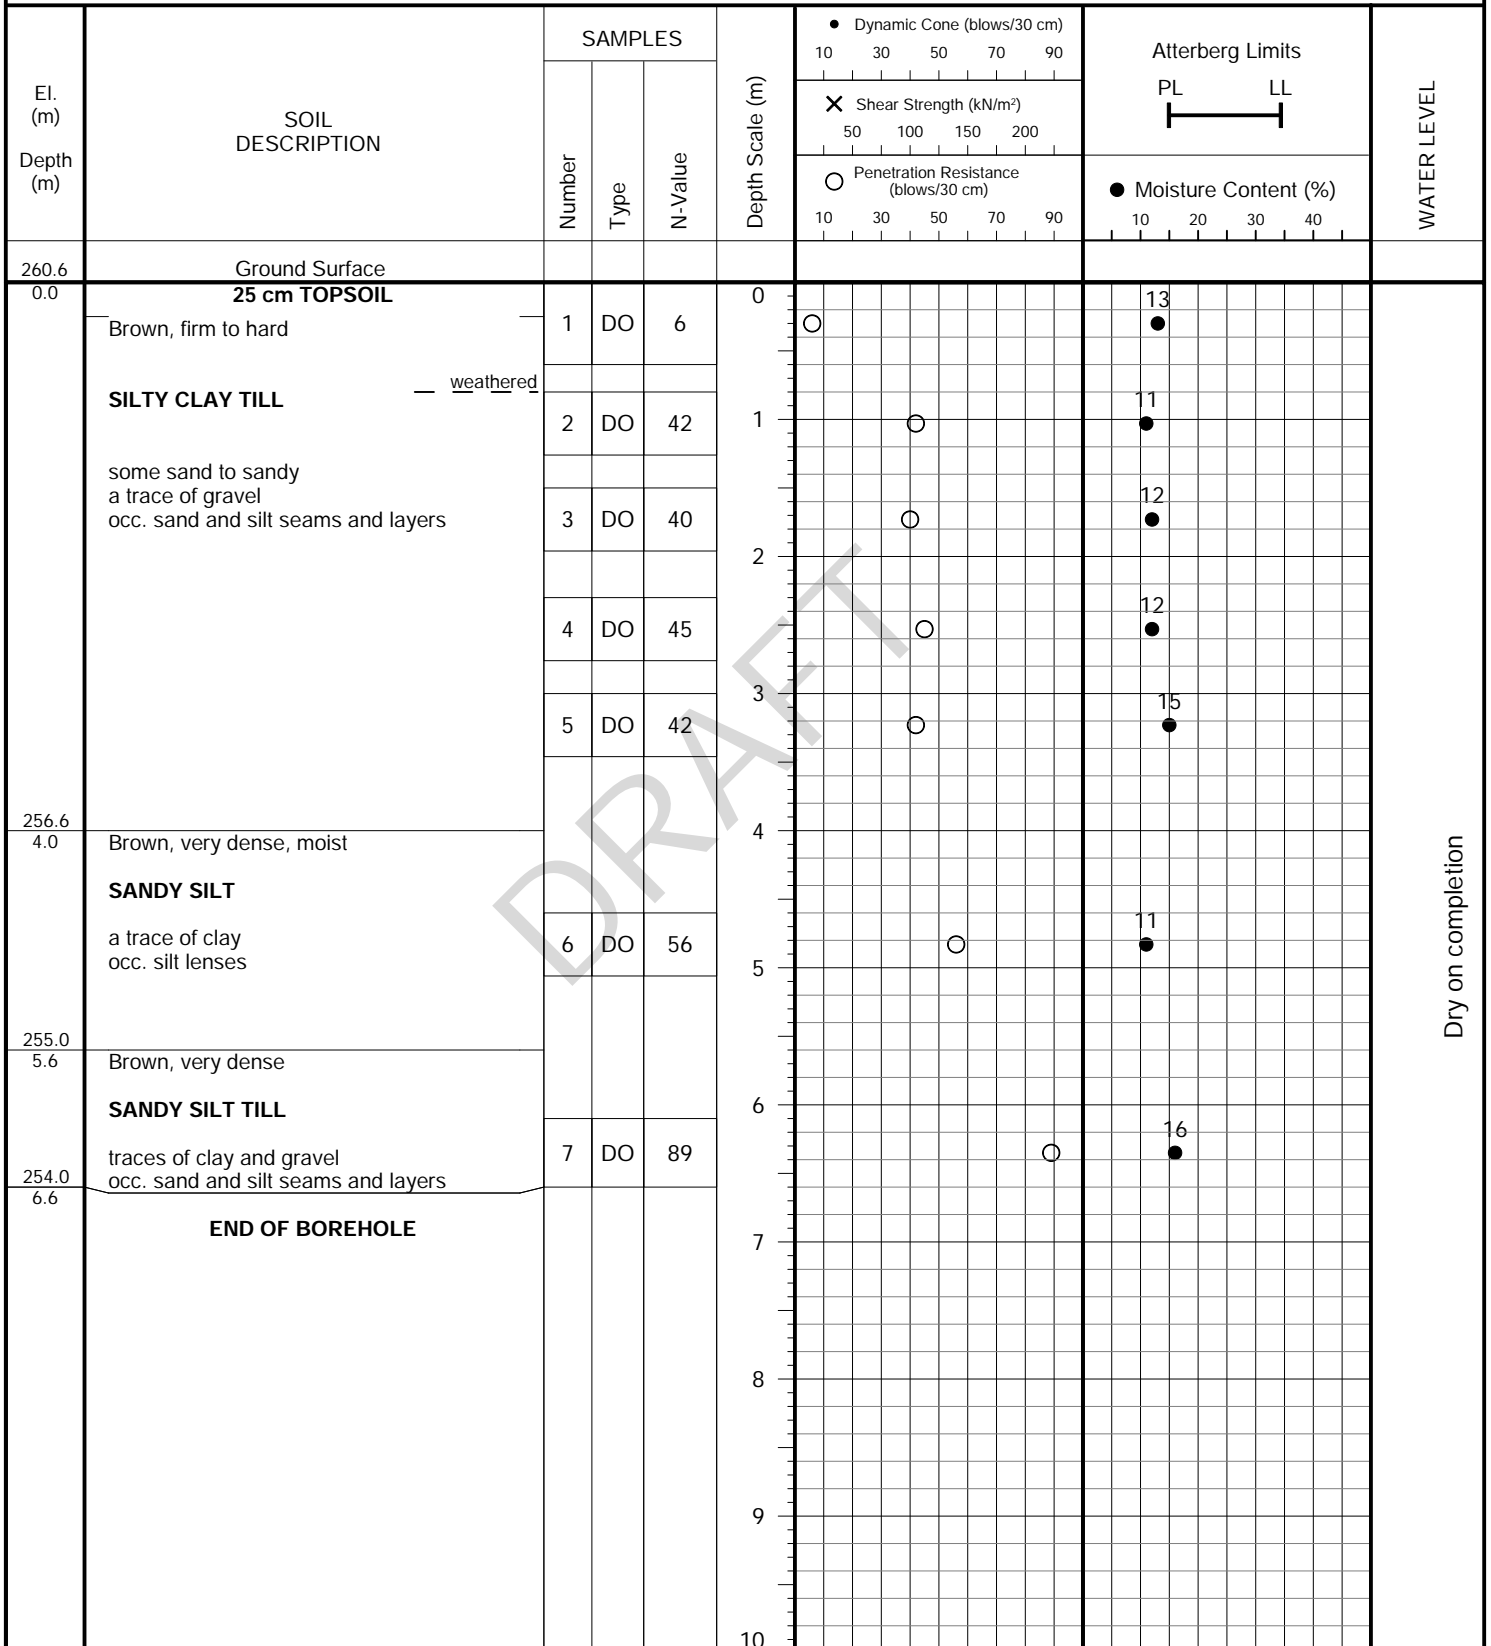 El.
(m)
Depth
(m)
SOIL
DESCRIPTION
SAMPLES
Number
Type
N-Value
Depth Scale (m)
Dynamic Cone (blows/30 cm)
10 30 50 70 90
Shear Strength (kN/m²)
50 100 150 200
Penetration Resistance
(blows/30 cm)
10 30 50 70 90
Atterberg Limits
PL LL
Moisture Content (%)
10 20 30 40
WATER LEVEL
260.6
Ground Surface
0.0
25 cm TOPSOIL
0
13
Brown, firm to hard
1 DO 6
weathered
SILTY CLAY TILL
11
2 DO 42
1
some sand to sandy
a trace of gravel
12
occ. sand and silt seams and layers
3 DO 40
2
12
4 DO 45
3
15
5 DO 42
256.6
4.0
4
Brown, very dense, moist
SANDY SILT
11
a trace of clay
6 DO 56
occ. silt lenses
5
Dry on completion
255.0
5.6
Brown, very dense
SANDY SILT TILL
6
16
traces of clay and gravel
7 DO 89
254.0
occ. sand and silt seams and layers
6.6
END OF BOREHOLE
7
8
9
10
DRAFT